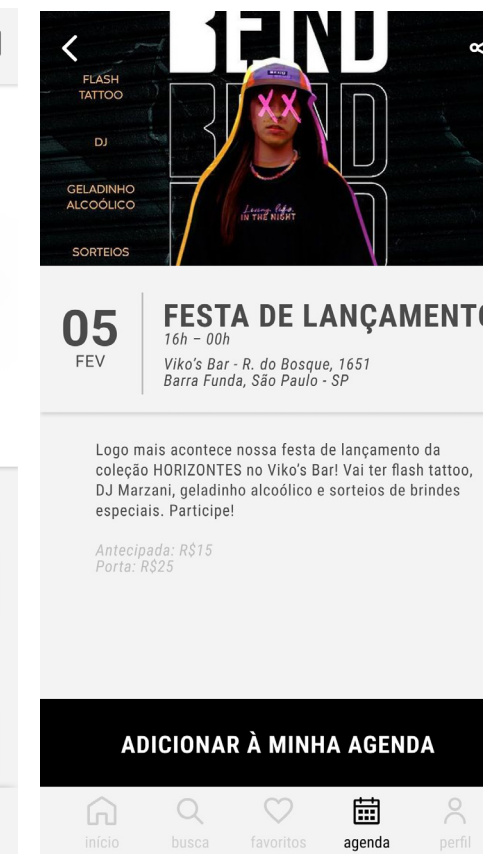 BEND
BEND
FLASH
TATTOO
DJ
GELADINHO
ALCOÓLICO
SORTEIOS
IN THE NIGHT
05
FEV
FESTA DE LANÇAMENTO
16h – 00h
Viko's Bar - R. do Bosque, 1651
Barra Funda, São Paulo - SP
Logo mais acontece nossa festa de lançamento da
coleção HORIZONTES no Viko's Bar! Vai ter flash tattoo,
DJ Marzani, geladinho alcoólico e sorteios de brindes
especiais. Participe!
Antecipada: R$15
Porta: R$25
ADICIONAR À MINHA AGENDA
início
busca
favoritos
agenda
perfil